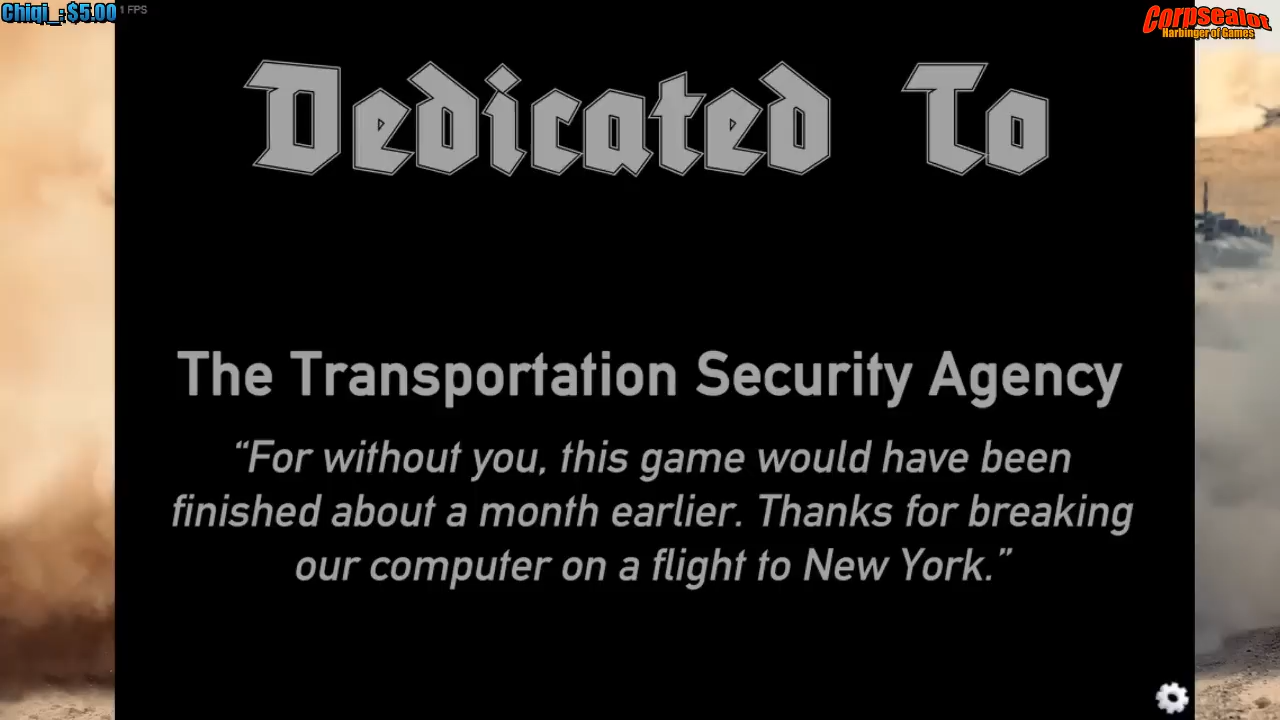 Chiqi_: $5.00
1 FPS
Corpsealot
Harbinger of Games
Dedicated To
The Transportation Security Agency
“For without you, this game would have been
finished about a month earlier. Thanks for breaking
our computer on a flight to New York.”